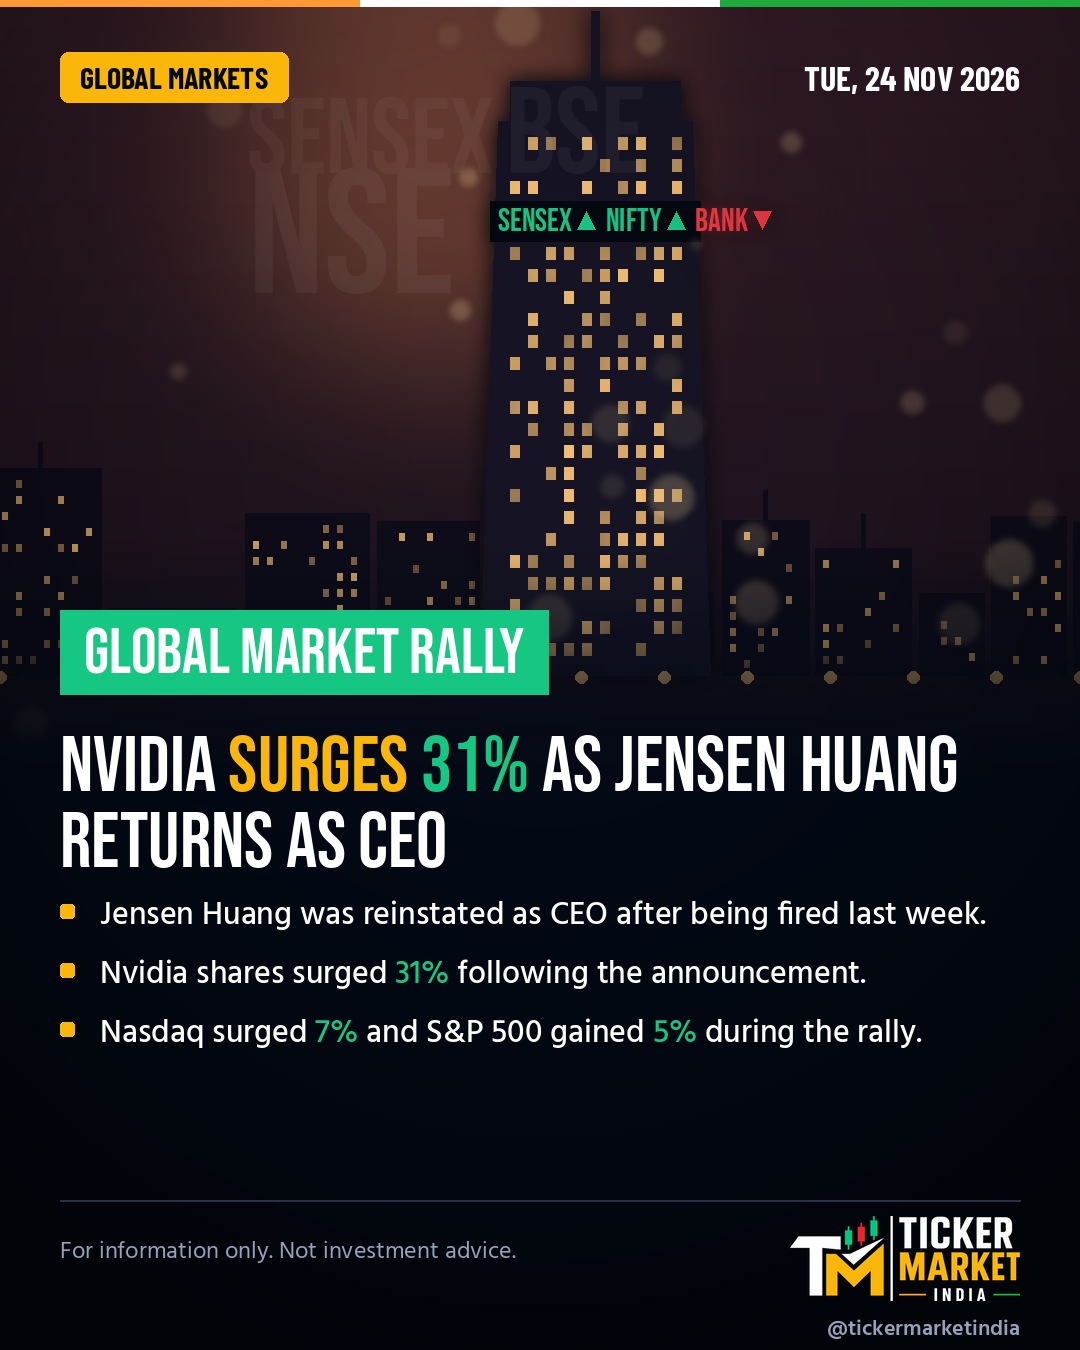 GLOBAL MARKETS
TUE, 24 NOV 2026
SENSEX BSE
NSE
SENSEX▲ NIFTY▲ BANK▼
GLOBAL MARKET RALLY
NVIDIA SURGES 31% AS JENSEN HUANG
RETURNS AS CEO
Jensen Huang was reinstated as CEO after being fired last week.
Nvidia shares surged 31% following the announcement.
Nasdaq surged 7% and S&P 500 gained 5% during the rally.
For information only. Not investment advice.
TM
TICKER
MARKET
INDIA
@tickermarketindia